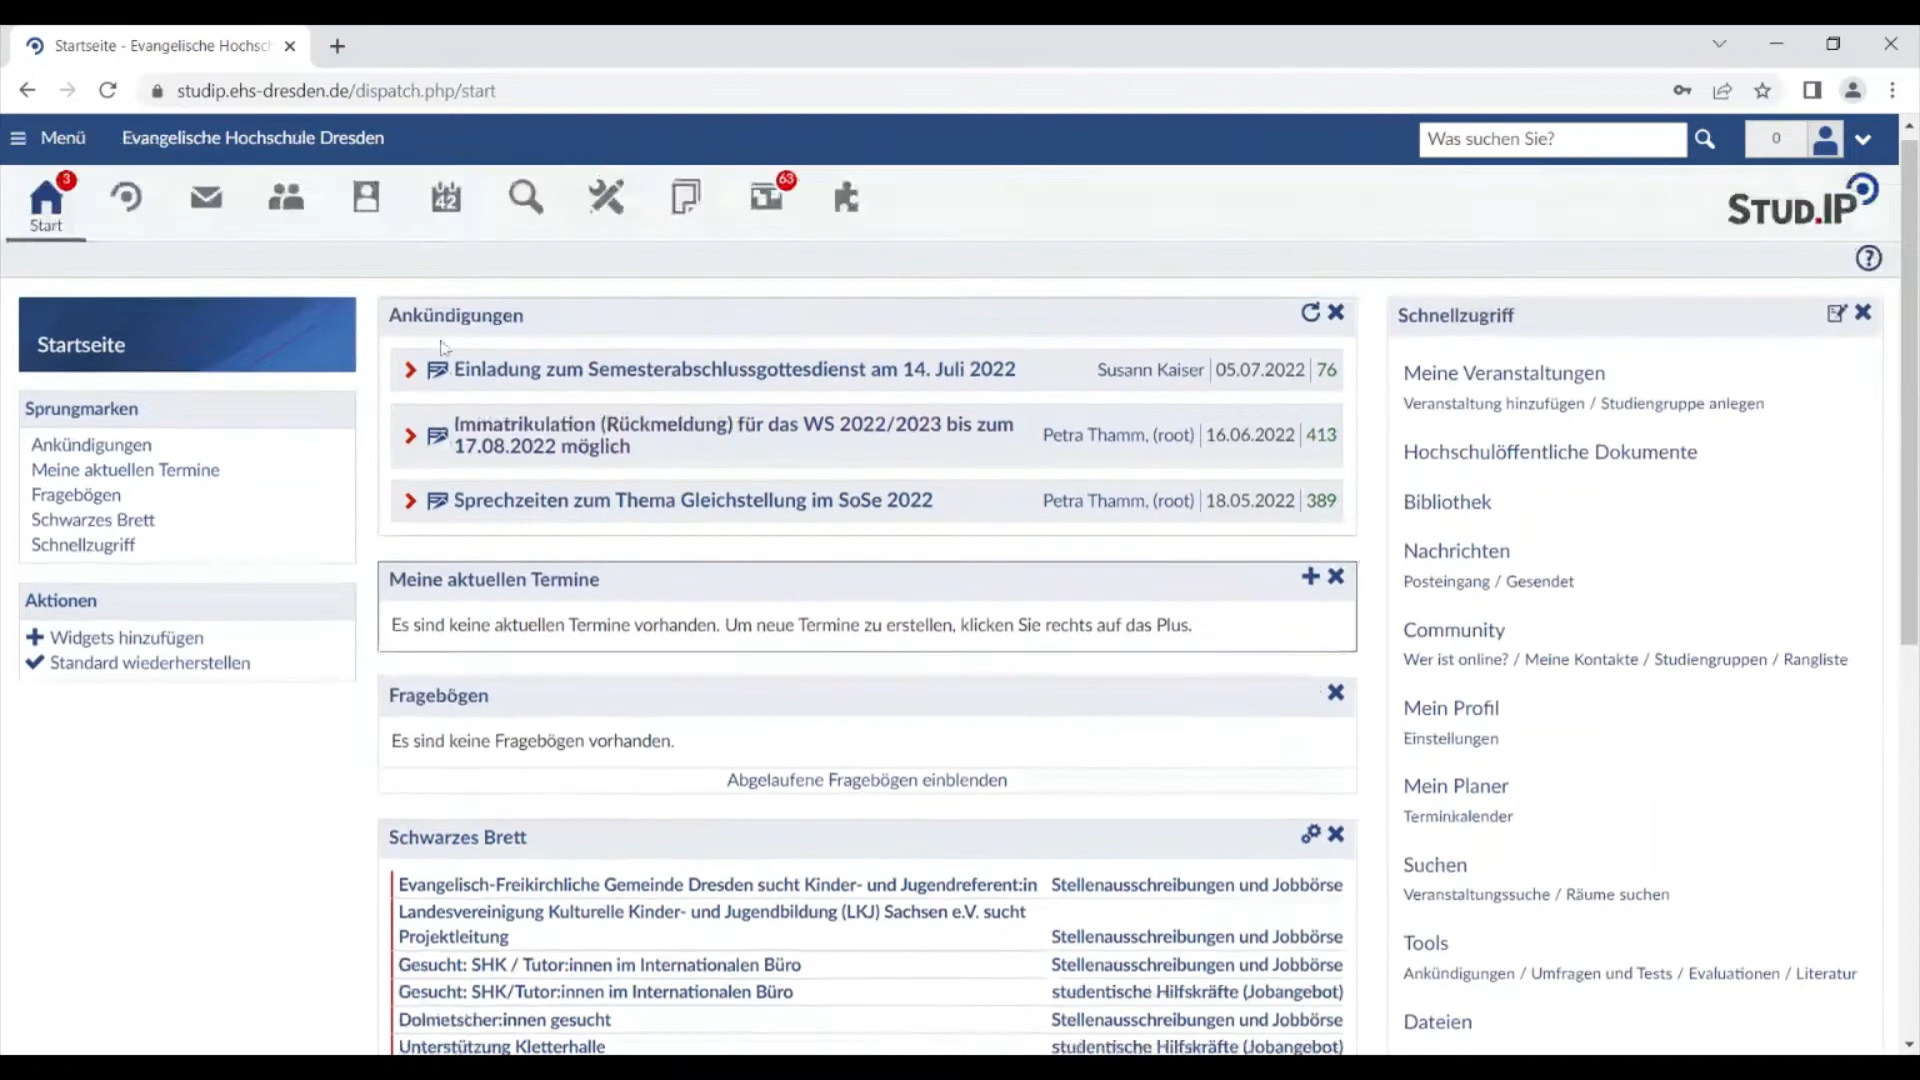 Startseite - Evangelische Hochsc
studip.ehs-dresden.de/dispatch.php/start
Menü
Evangelische Hochschule Dresden
Was suchen Sie?
0
3
Start
42
63
STUD.IP
?
Startseite
Sprungmarken
Ankündigungen
Meine aktuellen Termine
Fragebögen
Schwarzes Brett
Schnellzugriff
Aktionen
Widgets hinzufügen
Standard wiederherstellen
Ankündigungen
Einladung zum Semesterabschlussgottesdienst am 14. Juli 2022 Susann Kaiser | 05.07.2022 | 76
Immatrikulation (Rückmeldung) für das WS 2022/2023 bis zum
17.08.2022 möglich
Petra Thamm, (root) | 16.06.2022 | 413
Sprechzeiten zum Thema Gleichstellung im SoSe 2022 Petra Thamm, (root) | 18.05.2022 | 389
Meine aktuellen Termine
Es sind keine aktuellen Termine vorhanden. Um neue Termine zu erstellen, klicken Sie rechts auf das Plus.
Fragebögen
Es sind keine Fragebögen vorhanden.
Abgelaufene Fragebögen einblenden
Schwarzes Brett
Evangelisch-Freikirchliche Gemeinde Dresden sucht Kinder- und Jugendreferent:in Stellenausschreibungen und Jobbörse
Landesvereinigung Kulturelle Kinder- und Jugendbildung (LKJ) Sachsen e.V. sucht
Projektleitung Stellenausschreibungen und Jobbörse
Gesucht: SHK / Tutor:innen im Internationalen Büro Stellenausschreibungen und Jobbörse
Gesucht: SHK/Tutor:innen im Internationalen Büro studentische Hilfskräfte (Jobangebot)
Dolmetscher:innen gesucht Stellenausschreibungen und Jobbörse
Unterstützung Kletterhalle studentische Hilfskräfte (Jobangebot)
Schnellzugriff
Meine Veranstaltungen
Veranstaltung hinzufügen / Studiengruppe anlegen
Hochschulöffentliche Dokumente
Bibliothek
Nachrichten
Posteingang / Gesendet
Community
Wer ist online? / Meine Kontakte / Studiengruppen / Rangliste
Mein Profil
Einstellungen
Mein Planer
Terminkalender
Suchen
Veranstaltungssuche / Räume suchen
Tools
Ankündigungen / Umfragen und Tests / Evaluationen / Literatur
Dateien